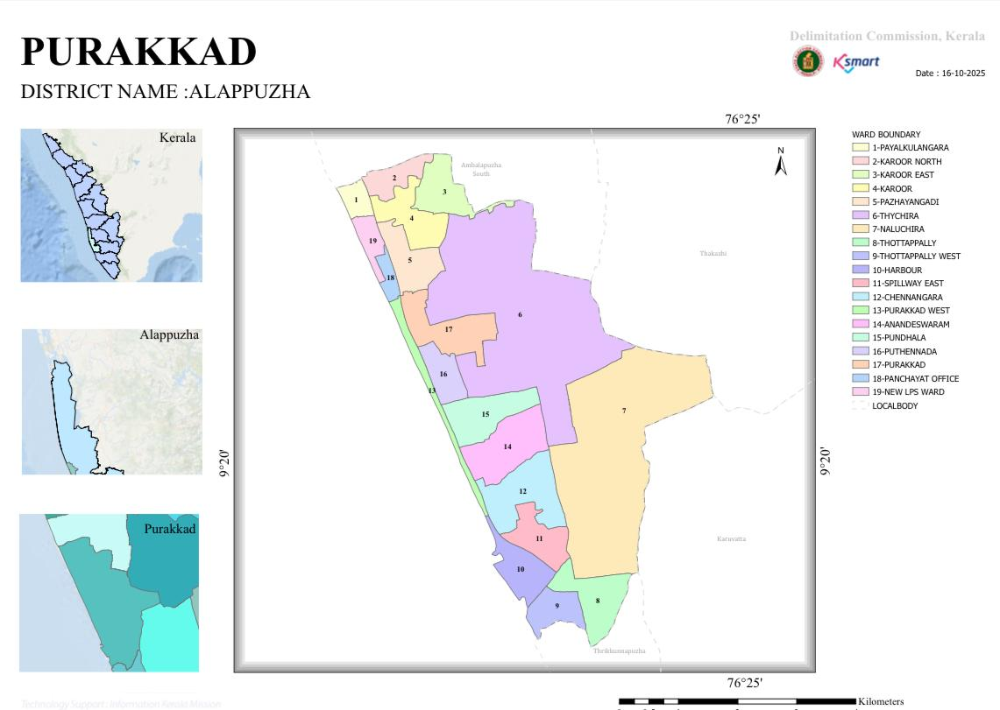 PURAKKAD
DISTRICT NAME :ALAPPUZHA
Delimitation Commission, Kerala
Ksmart
Date : 16-10-2025
Kerala
Alappuzha
Purakkad
76°25'
9°20'
9°20'
76°25'
N
Ambalapuzha
South
Thakazhi
Karuvatta
Thrikkunnapuzha
1
2
3
4
19
5
18
6
17
16
13
15
7
14
12
11
10
9
8
WARD BOUNDARY
1-PAYALKULANGARA
2-KAROOR NORTH
3-KAROOR EAST
4-KAROOR
5-PAZHAYANGADI
6-THYCHIRA
7-NALUCHIRA
8-THOTTAPPALLY
9-THOTTAPPALLY WEST
10-HARBOUR
11-SPILLWAY EAST
12-CHENNANGARA
13-PURAKKAD WEST
14-ANANDESWARAM
15-PUNDHALA
16-PUTHENNADA
17-PURAKKAD
18-PANCHAYAT OFFICE
19-NEW LPS WARD
LOCALBODY
Kilometers
Technology Support : Information Kerala Mission